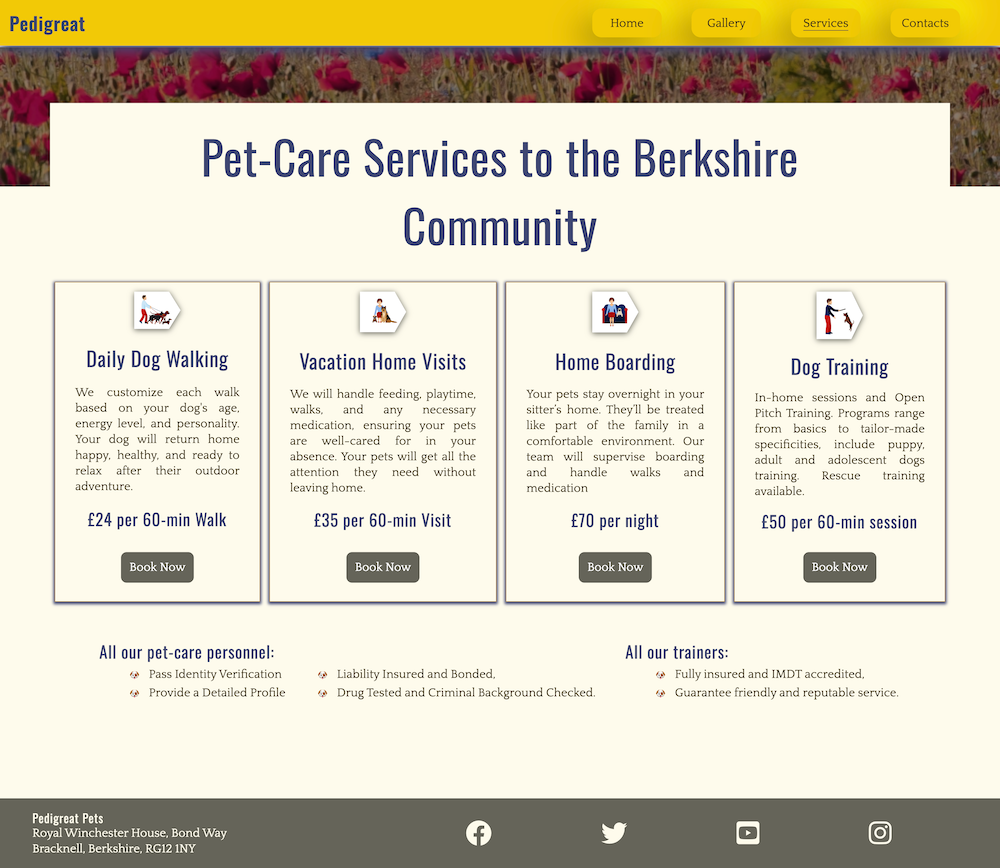 Pedigreat
Home
Gallery
Services
Contacts
Pet-Care Services to the Berkshire
Community
Daily Dog Walking
We customize each walk
based on your dog's age,
energy level, and personality.
Your dog will return home
happy, healthy, and ready to
relax after their outdoor
adventure.
£24 per 60-min Walk
Book Now
Vacation Home Visits
We will handle feeding, playtime,
walks, and any necessary
medication, ensuring your pets
are well-cared for in your
absence. Your pets will get all the
attention they need without
leaving home.
£35 per 60-min Visit
Book Now
Home Boarding
Your pets stay overnight in your
sitter's home. They'll be treated
like part of the family in a
comfortable environment. Our
team will supervise boarding
and handle walks and
medication
£70 per night
Book Now
Dog Training
In-home sessions and Open
Pitch Training. Programs range
from basics to tailor-made
specificities, include puppy,
adult and adolescent dogs
training. Rescue training
available.
£50 per 60-min session
Book Now
All our pet-care personnel:
Pass Identity Verification
Provide a Detailed Profile
Liability Insured and Bonded,
Drug Tested and Criminal Background Checked.
All our trainers:
Fully insured and IMDT accredited,
Guarantee friendly and reputable service.
Pedigreat Pets
Royal Winchester House, Bond Way
Bracknell, Berkshire, RG12 1NY